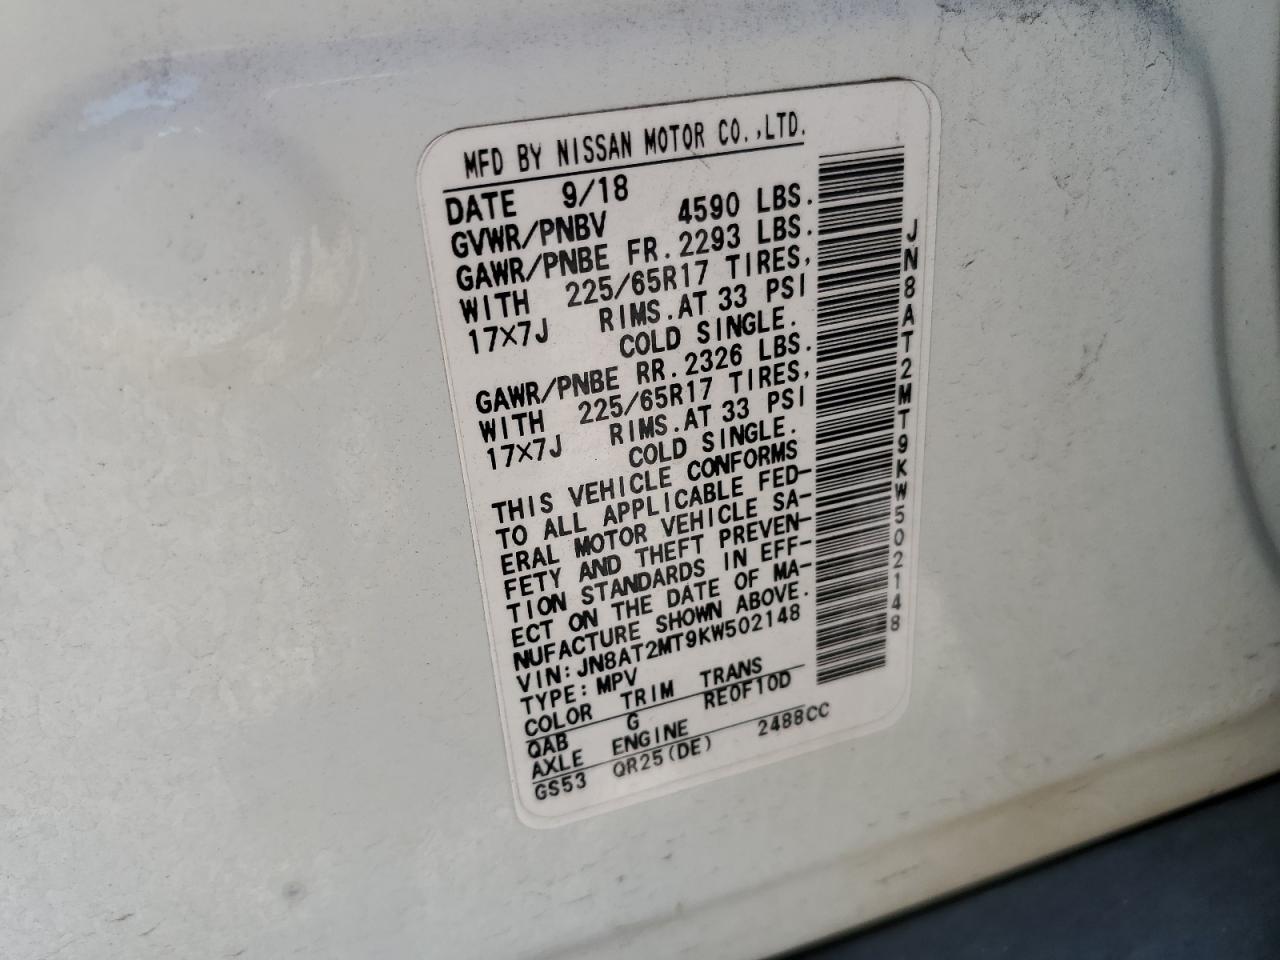 MFD BY NISSAN MOTOR CO.,LTD.
DATE 9/18
GVWR/PNBV 4590 LBS.
GAWR/PNBE FR. 2293 LBS.
WITH 225/65R17 TIRES,
17X7J RIMS.AT 33 PSI
COLD SINGLE.
GAWR/PNBE RR. 2326 LBS.
WITH 225/65R17 TIRES,
17X7J RIMS.AT 33 PSI
COLD SINGLE.
THIS VEHICLE CONFORMS
TO ALL APPLICABLE FED-
ERAL MOTOR VEHICLE SA-
FETY AND THEFT PREVEN-
TION STANDARDS IN EFF-
ECT ON THE DATE OF MA-
NUFACTURE SHOWN ABOVE.
VIN:JN8AT2MT9KW502148
TYPE:MPV
COLOR TRIM TRANS
QAB G RE0F10D
AXLE ENGINE
GS53 QR25(DE) 2488CC
JN8AT2MT9KW502148